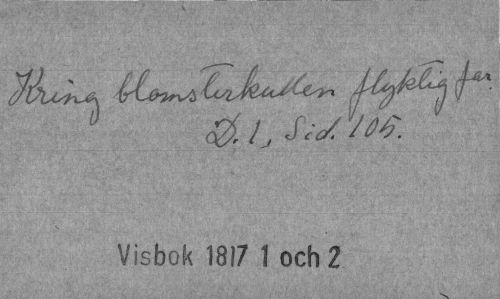 Kring blomsterkullen flyktig far.
D. 1, Sid. 105.
Visbok 1817 1 och 2